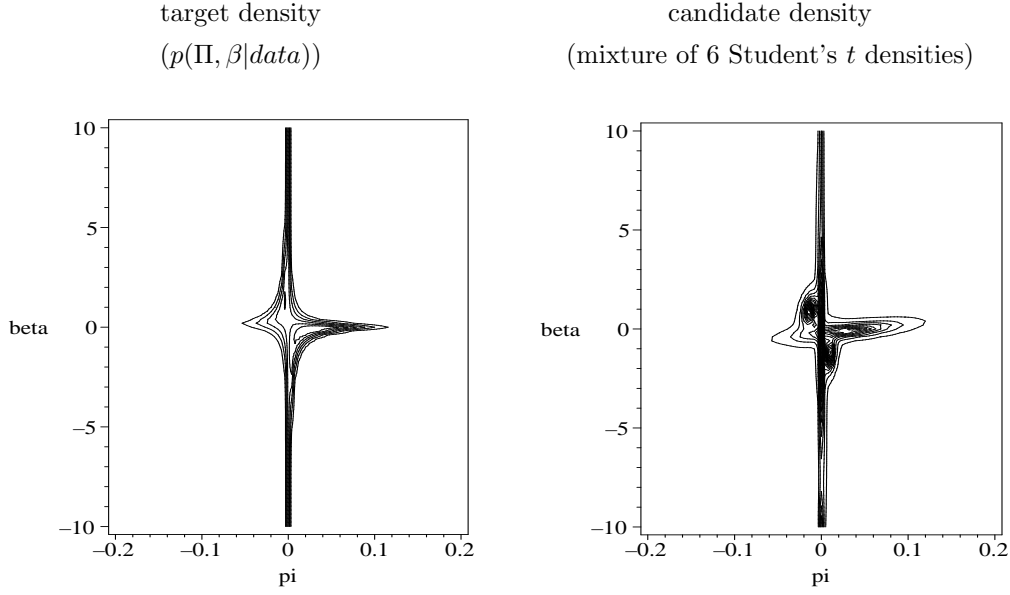 target density
(p(Π, β|data))
candidate density
(mixture of 6 Student's t densities)
10
5
0
−5
−10
beta
−0.2
−0.1
0
0.1
0.2
pi
10
5
0
−5
−10
beta
−0.2
−0.1
0
0.1
0.2
pi